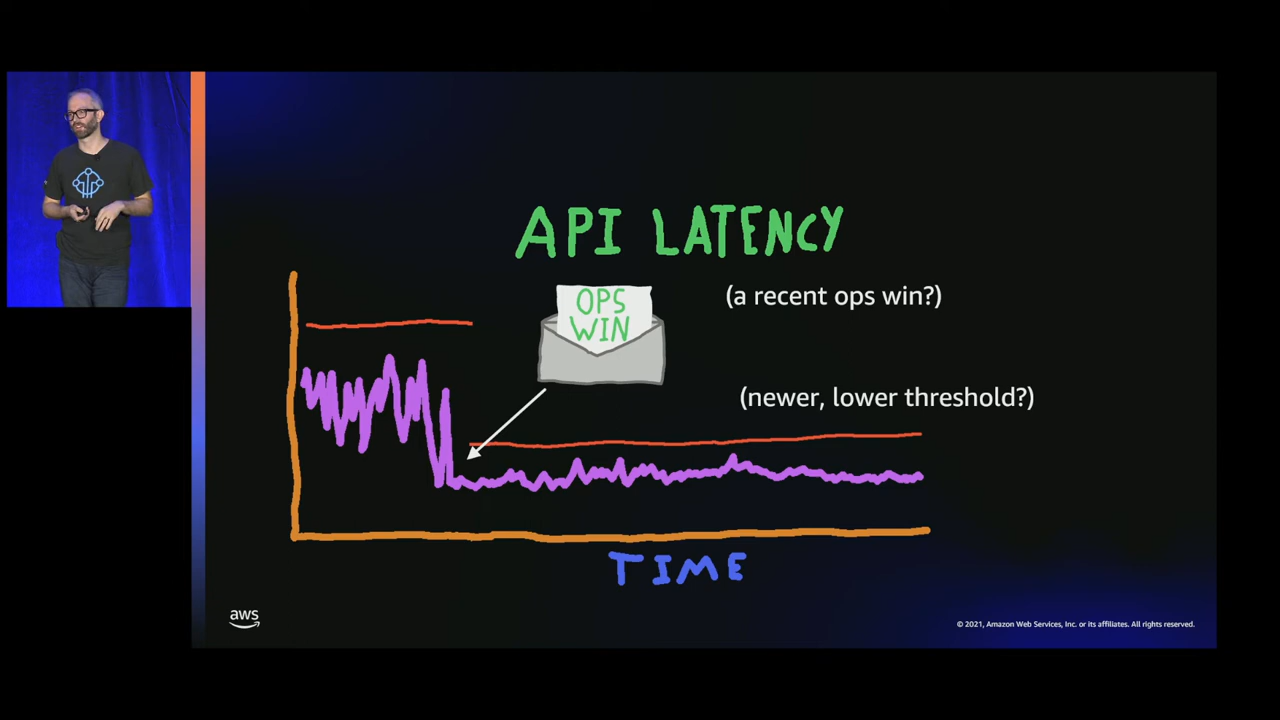 API LATENCY
OPS
WIN
(a recent ops win?)
(newer, lower threshold?)
TIME
aws
© 2021, Amazon Web Services, Inc. or its affiliates. All rights reserved.